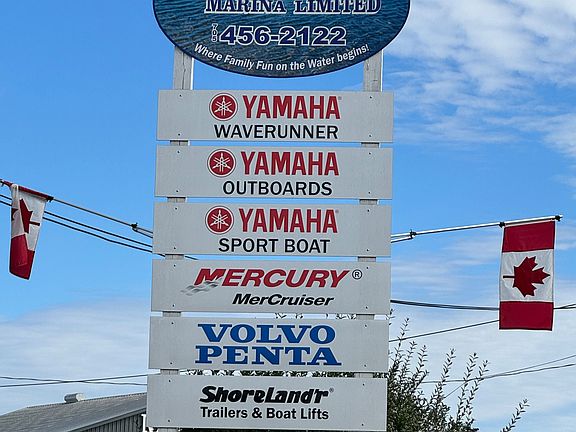 MARINA LIMITED
705 456-2122
Where Family Fun on the Water begins!
YAMAHA
WAVERUNNER
YAMAHA
OUTBOARDS
YAMAHA
SPORT BOAT
MERCURY®
MerCruiser
VOLVO
PENTA
ShoreLand'r®
Trailers & Boat Lifts